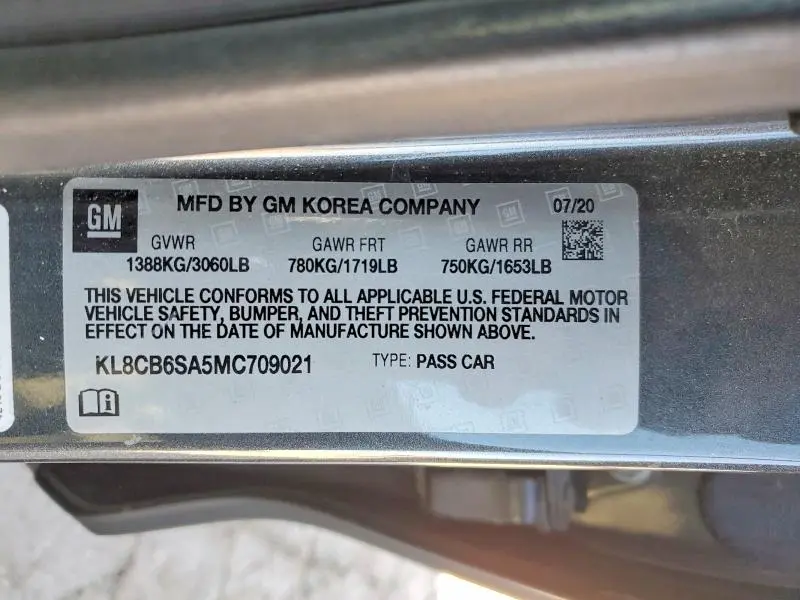 GM
MFD BY GM KOREA COMPANY 07/20
GVWR GAWR FRT GAWR RR
1388KG/3060LB 780KG/1719LB 750KG/1653LB
THIS VEHICLE CONFORMS TO ALL APPLICABLE U.S. FEDERAL MOTOR
VEHICLE SAFETY, BUMPER, AND THEFT PREVENTION STANDARDS IN
EFFECT ON THE DATE OF MANUFACTURE SHOWN ABOVE.
KL8CB6SA5MC709021 TYPE: PASS CAR